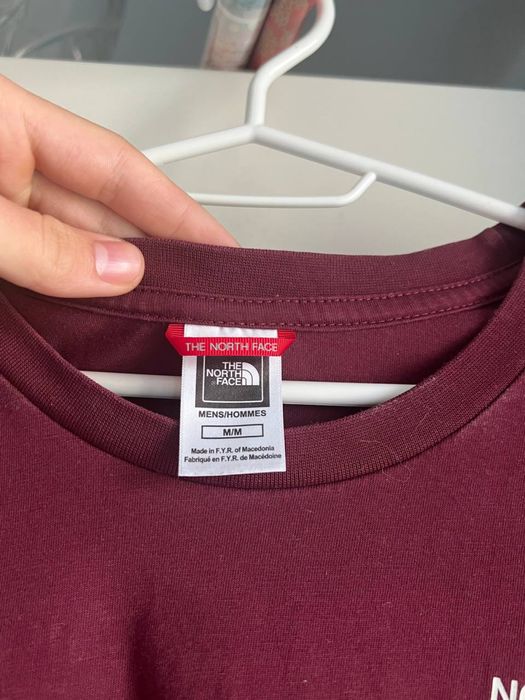 THE NORTH FACE
THE
NORTH
FACE
MENS/HOMMES
M/M
Made in F.Y.R. of Macedonia
Fabriqué en F.Y.R. de Macédoine